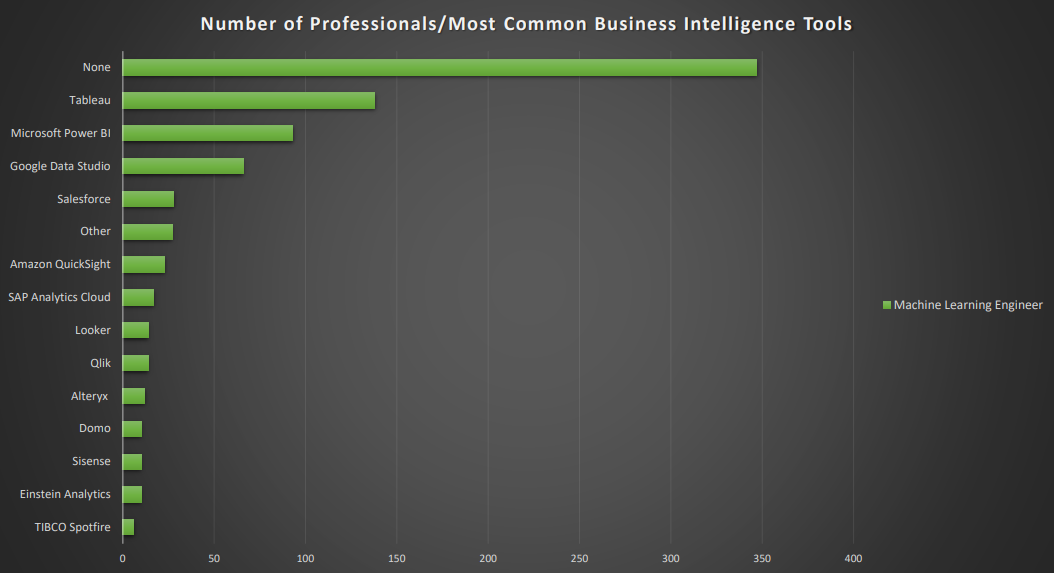 Number of Professionals/Most Common Business Intelligence Tools
None
Tableau
Microsoft Power BI
Google Data Studio
Salesforce
Other
Amazon QuickSight
SAP Analytics Cloud
Looker
Qlik
Alteryx
Domo
Sisense
Einstein Analytics
TIBCO Spotfire
0 50 100 150 200 250 300 350 400
Machine Learning Engineer